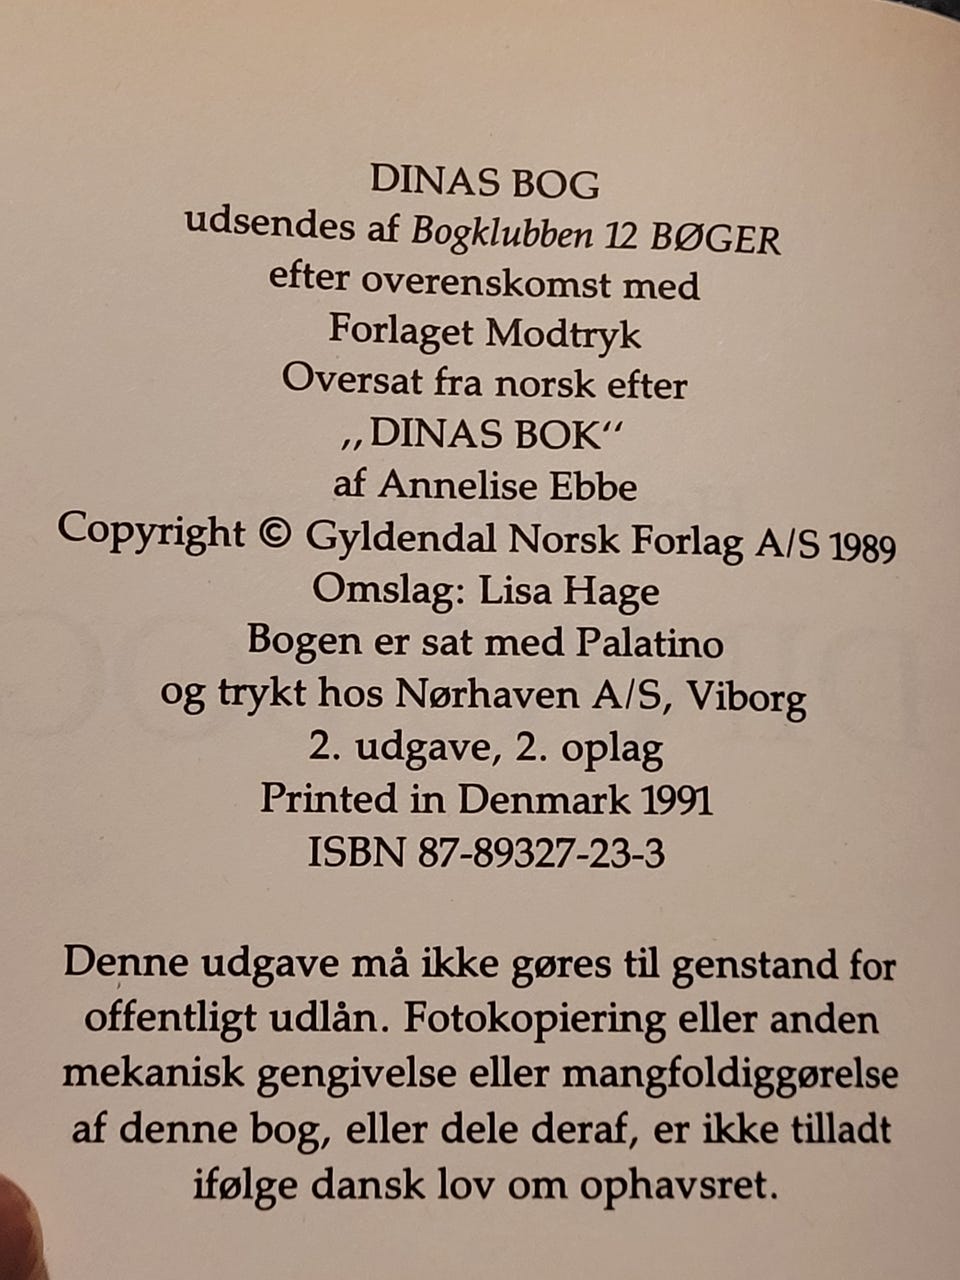 DINAS BOG
udsendes af Bogklubben 12 BØGER
efter overenskomst med
Forlaget Modtryk
Oversat fra norsk efter
,,DINAS BOK“
af Annelise Ebbe
Copyright © Gyldendal Norsk Forlag A/S 1989
Omslag: Lisa Hage
Bogen er sat med Palatino
og trykt hos Nørhaven A/S, Viborg
2. udgave, 2. oplag
Printed in Denmark 1991
ISBN 87-89327-23-3
Denne udgave må ikke gøres til genstand for
offentligt udlån. Fotokopiering eller anden
mekanisk gengivelse eller mangfoldiggørelse
af denne bog, eller dele deraf, er ikke tilladt
ifølge dansk lov om ophavsret.